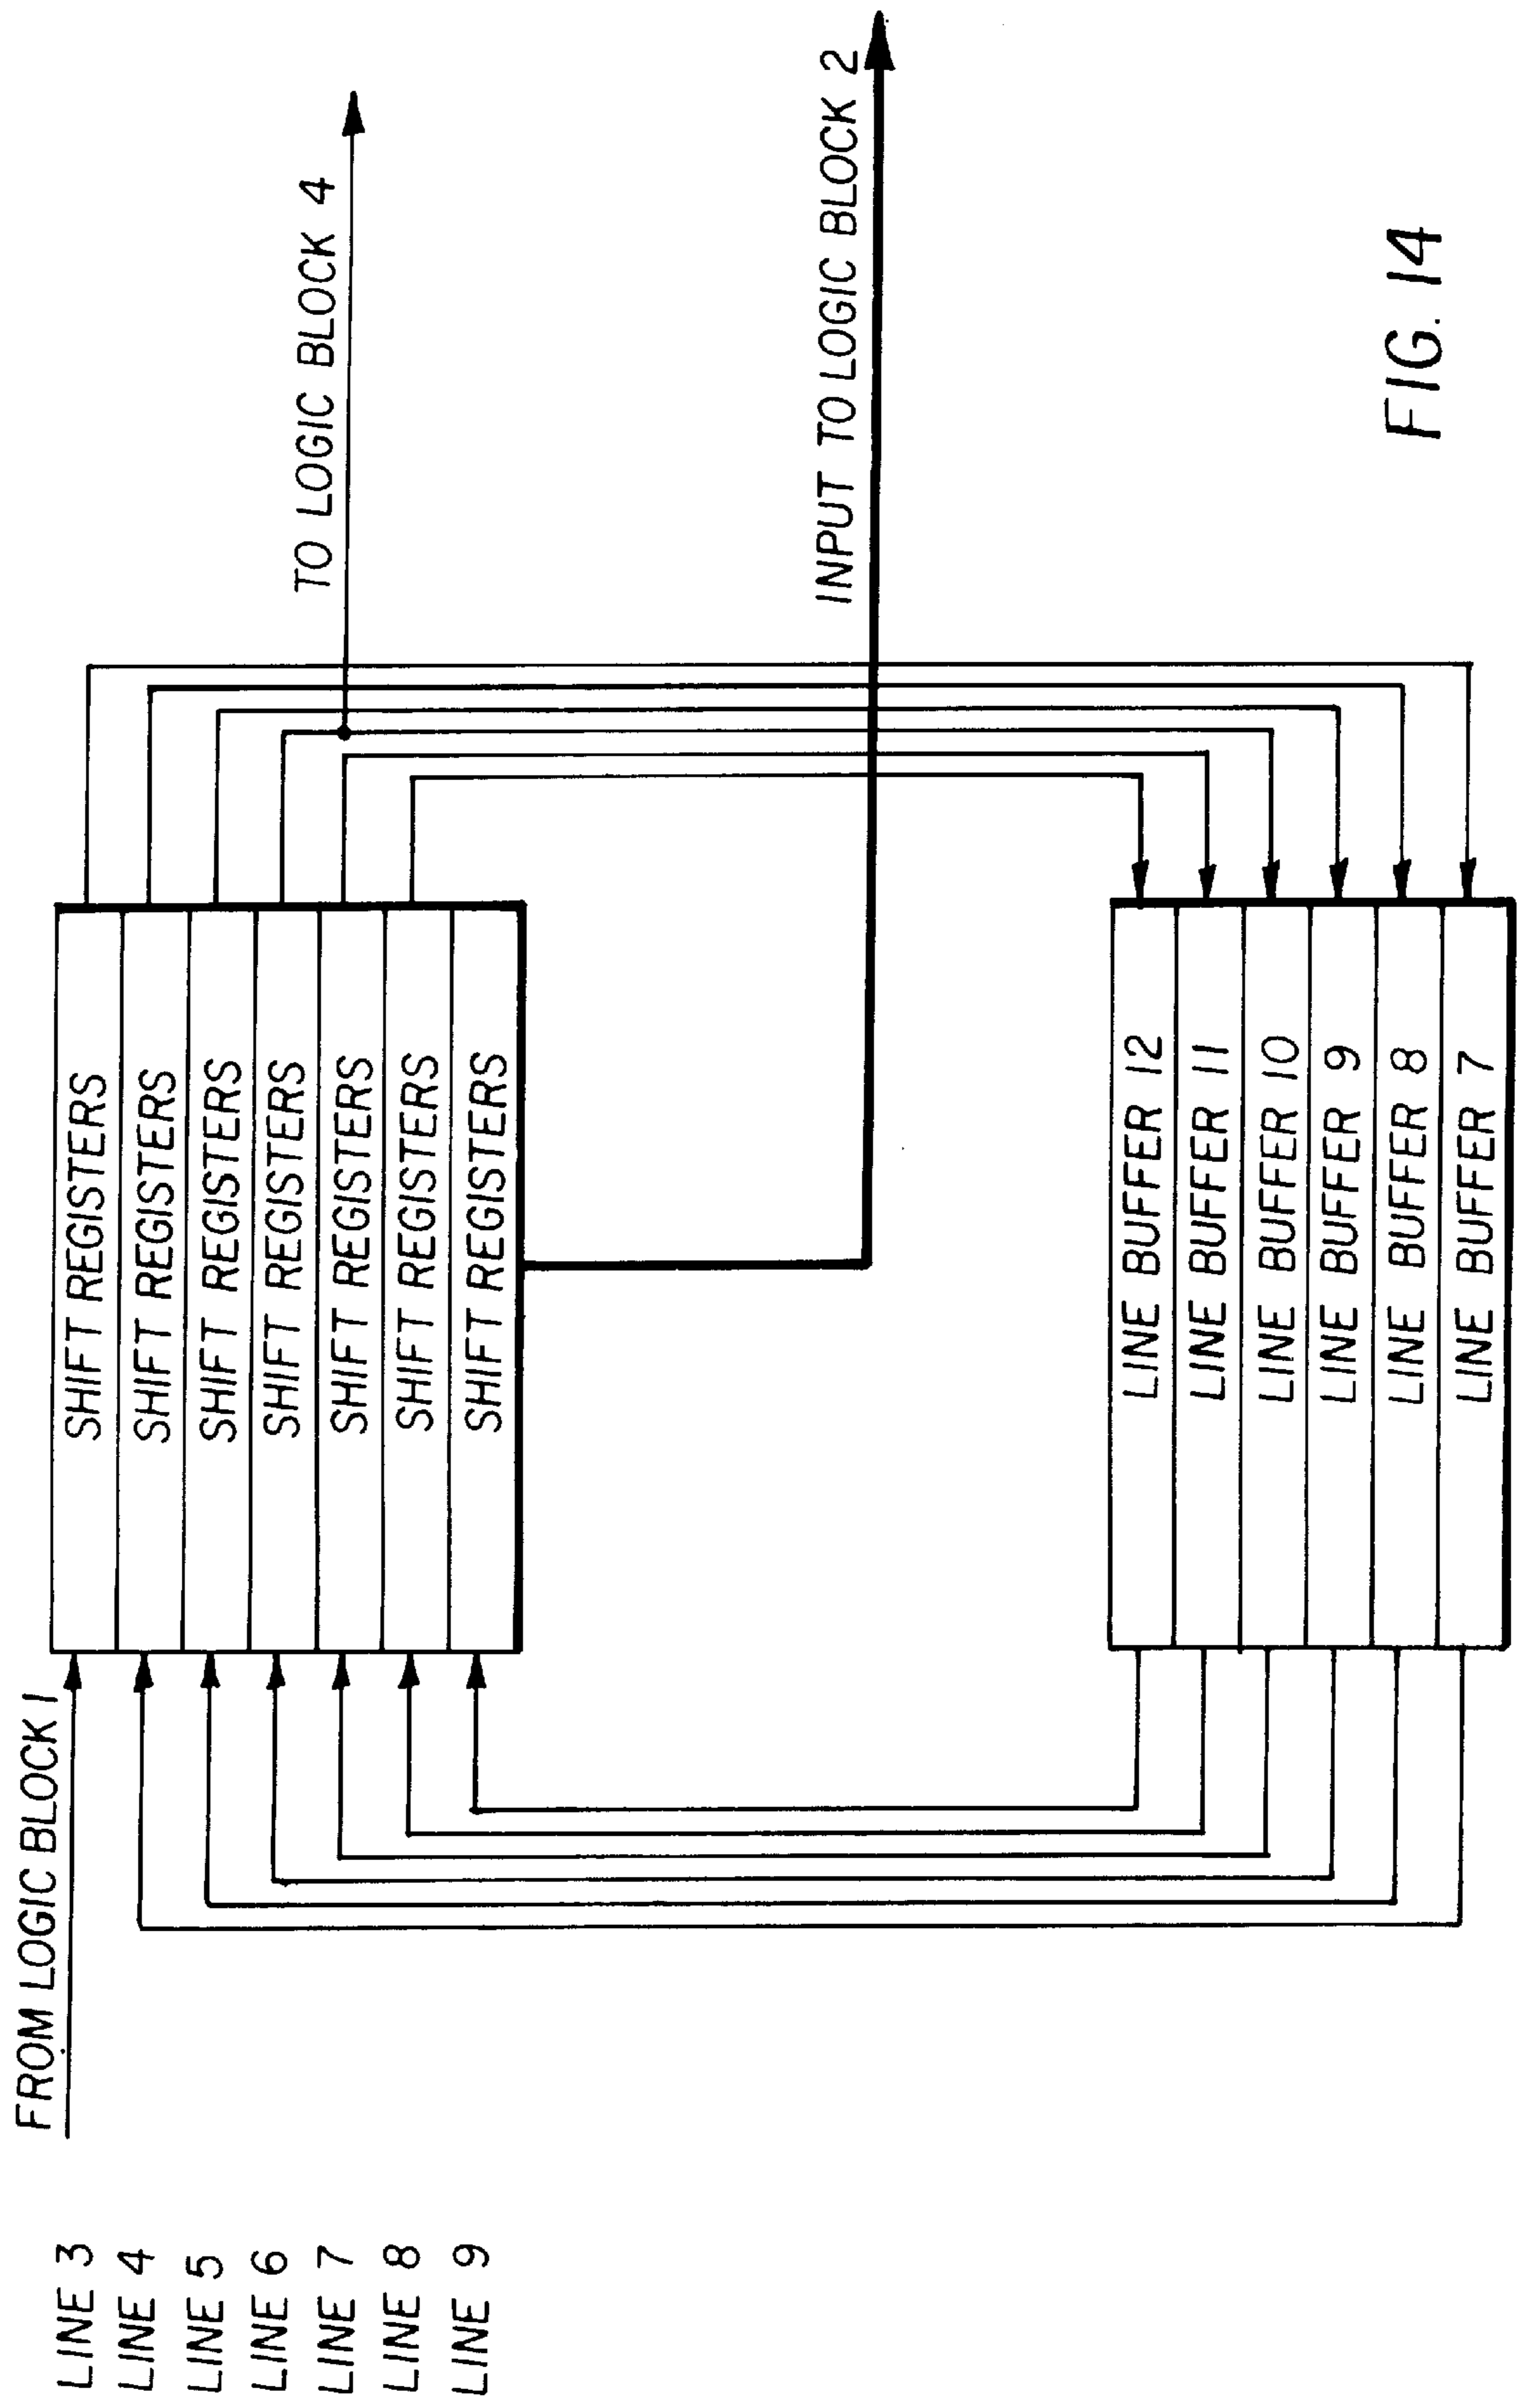 FROM LOGIC BLOCK 1
LINE 3
LINE 4
LINE 5
LINE 6
LINE 7
LINE 8
LINE 9
SHIFT REGISTERS
SHIFT REGISTERS
SHIFT REGISTERS
SHIFT REGISTERS
SHIFT REGISTERS
SHIFT REGISTERS
SHIFT REGISTERS
TO LOGIC BLOCK 4
INPUT TO LOGIC BLOCK 2
LINE BUFFER 12
LINE BUFFER 11
LINE BUFFER 10
LINE BUFFER 9
LINE BUFFER 8
LINE BUFFER 7
FIG. 14